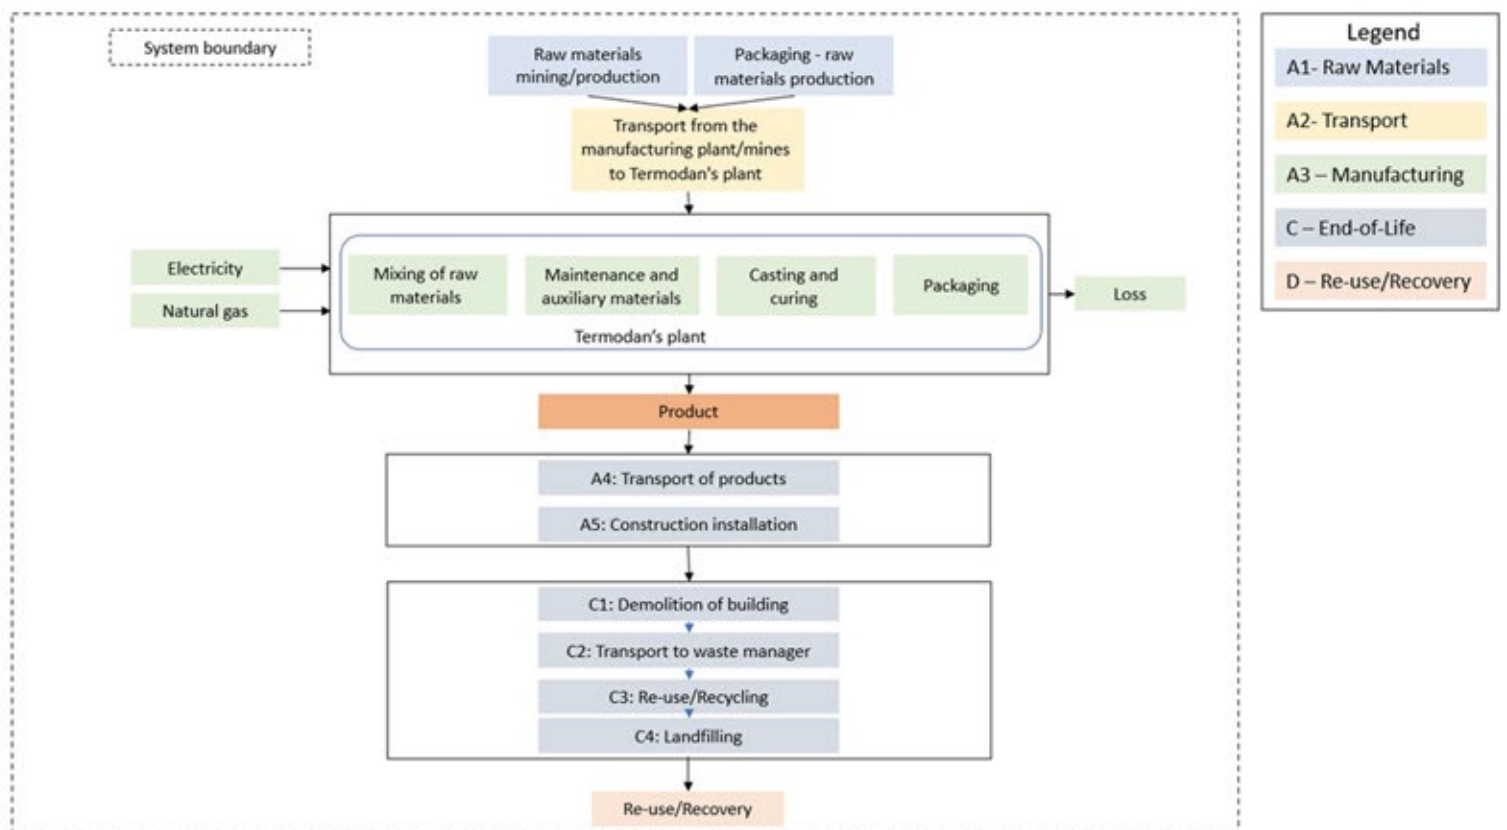 System boundary
Raw materials
mining/production
Packaging - raw
materials production
Transport from the
manufacturing plant/mines
to Termodan's plant
Electricity
Natural gas
Mixing of raw
materials
Maintenance and
auxiliary materials
Casting and
curing
Packaging
Termodan's plant
Loss
Product
A4: Transport of products
A5: Construction installation
C1: Demolition of building
C2: Transport to waste manager
C3: Re-use/Recycling
C4: Landfilling
Re-use/Recovery
Legend
A1- Raw Materials
A2- Transport
A3 – Manufacturing
C – End-of-Life
D – Re-use/Recovery